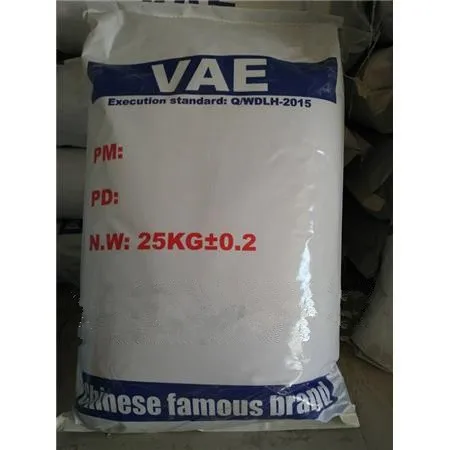 VAE
Execution standard: Q/WDLH-2015
PM:
PD:
N.W: 25KG±0.2
Chinese famous brand